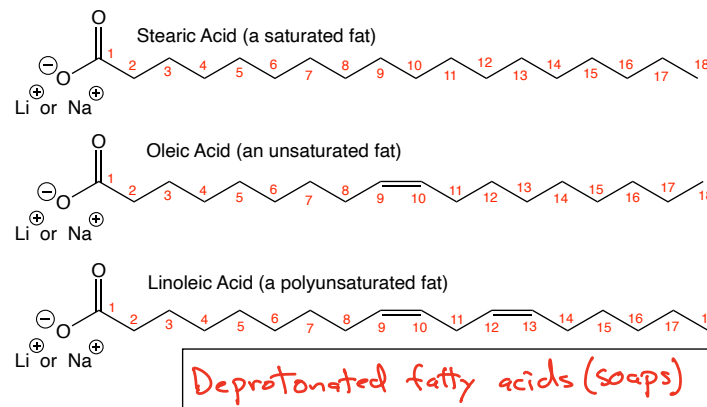 O
Stearic Acid (a saturated fat)
⊖
O
1 2 3 4 5 6 7 8 9 10 11 12 13 14 15 16 17 18
⊕ ⊕
Li or Na
O
Oleic Acid (an unsaturated fat)
⊖
O
1 2 3 4 5 6 7 8 9 10 11 12 13 14 15 16 17 18
⊕ ⊕
Li or Na
O
Linoleic Acid (a polyunsaturated fat)
⊖
O
1 2 3 4 5 6 7 8 9 10 11 12 13 14 15 16 17
⊕ ⊕
Li or Na
Deprotonated fatty acids (soaps)